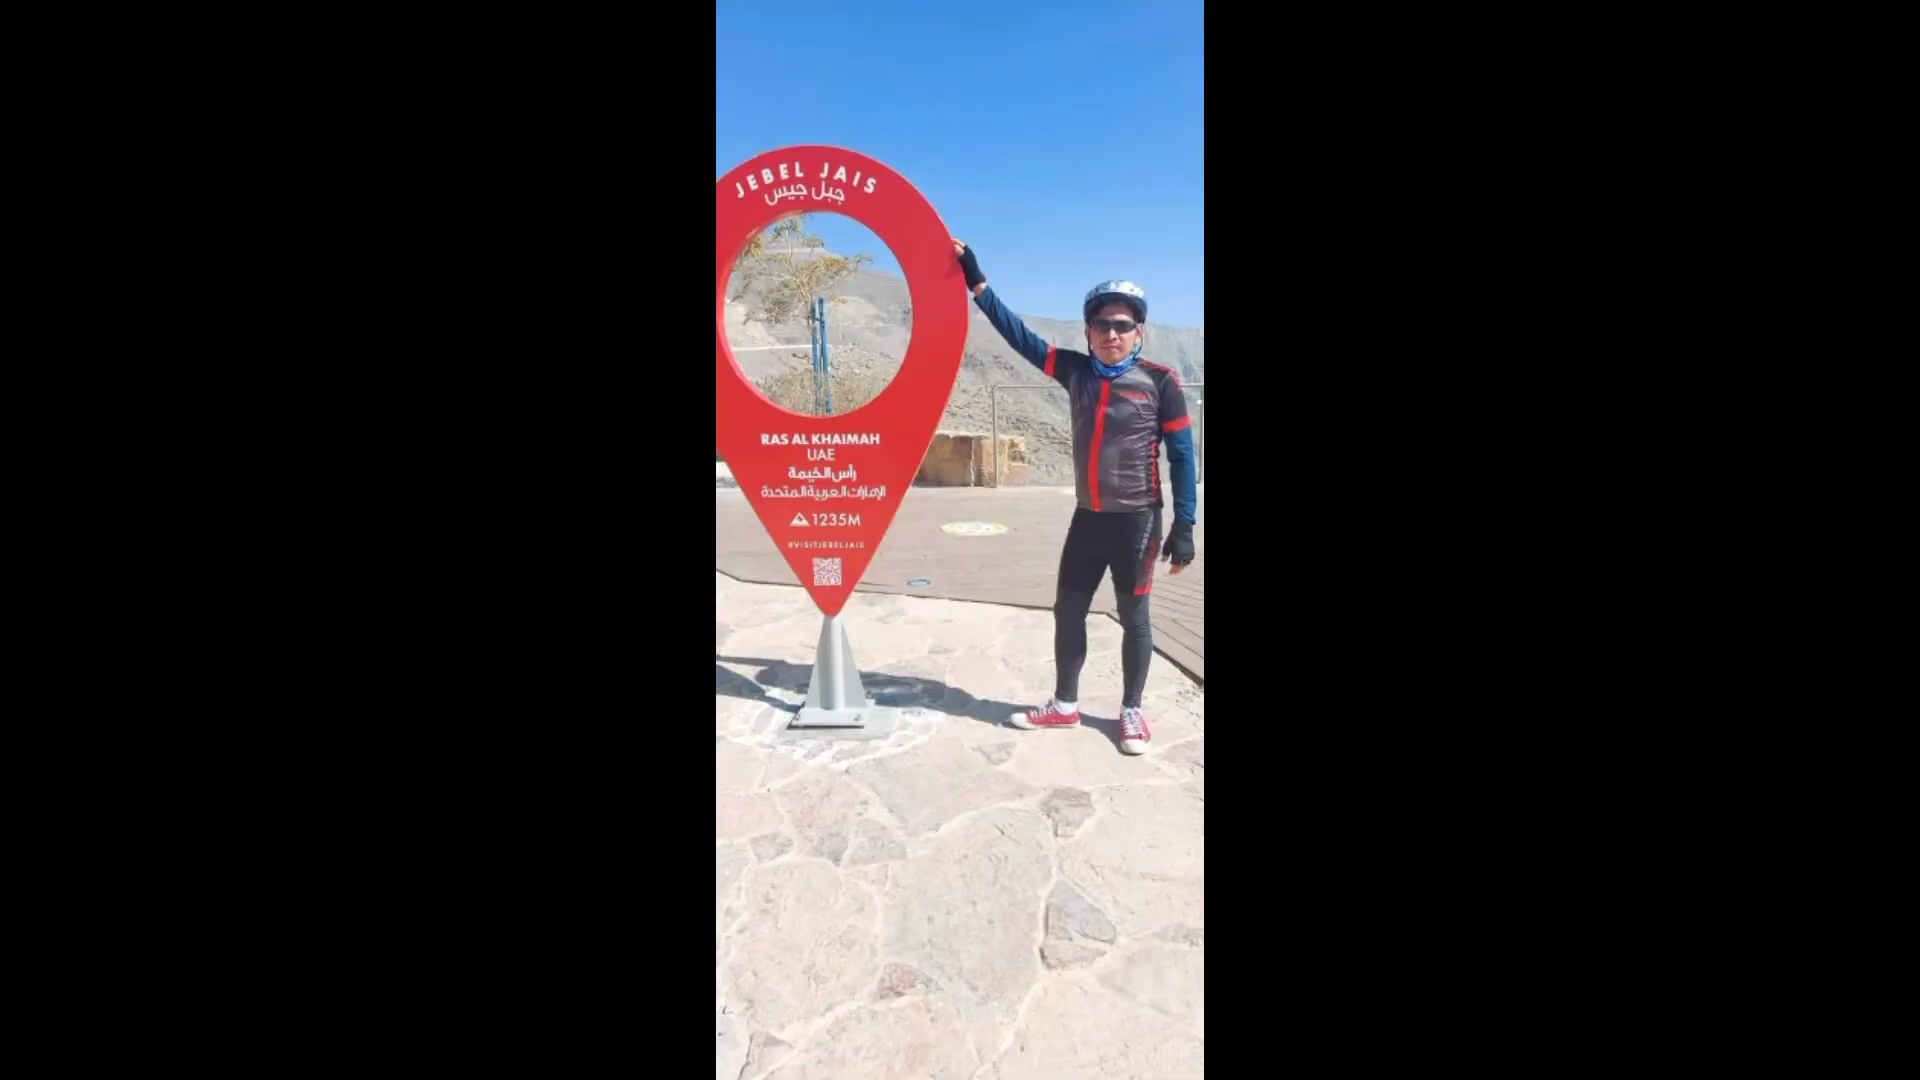 JEBEL JAIS
جبل جيس
RAS AL KHAIMAH
UAE
رأس الخيمة
الإمارات العربية المتحدة
1235M
#VISITJEBELJAIS